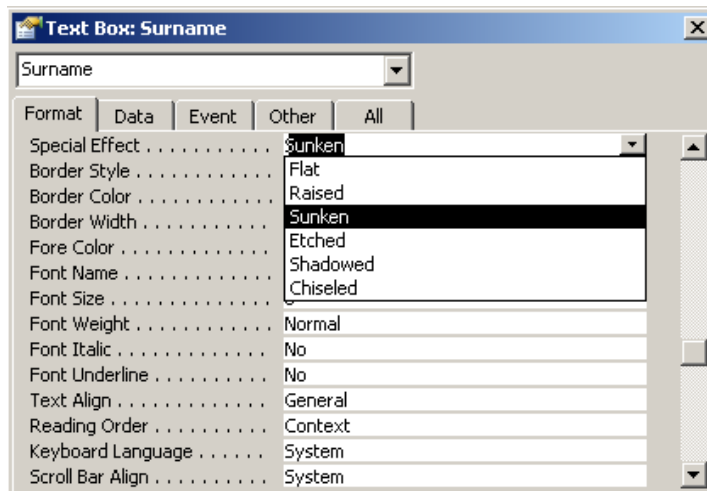 Text Box: Surname
Surname
Format Data Event Other All
Special Effect . . . . . . . . . . . Sunken
Border Style . . . . . . . . . . . . . Flat
Border Color . . . . . . . . . . . . Raised
Border Width . . . . . . . . . . . . Sunken
Fore Color . . . . . . . . . . . . . . Etched
Font Name . . . . . . . . . . . . . Shadowed
Font Size . . . . . . . . . . . . . . Chiseled
Font Weight . . . . . . . . . . . . Normal
Font Italic . . . . . . . . . . . . . No
Font Underline . . . . . . . . . . No
Text Align . . . . . . . . . . . . . General
Reading Order . . . . . . . . . . Context
Keyboard Language . . . . . . System
Scroll Bar Align . . . . . . . . . . System